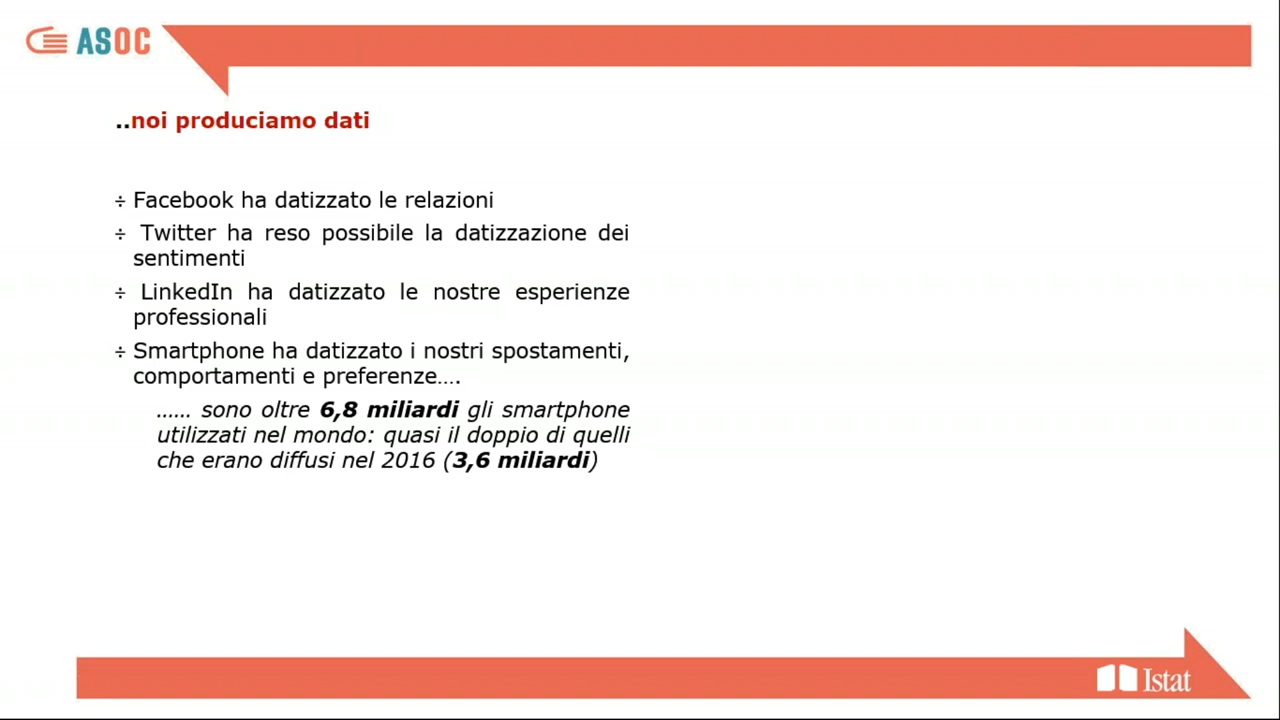 ASOC
..noi produciamo dati
÷ Facebook ha datizzato le relazioni
÷ Twitter ha reso possibile la datizzazione dei
sentimenti
÷ LinkedIn ha datizzato le nostre esperienze
professionali
÷ Smartphone ha datizzato i nostri spostamenti,
comportamenti e preferenze….
…… sono oltre 6,8 miliardi gli smartphone
utilizzati nel mondo: quasi il doppio di quelli
che erano diffusi nel 2016 (3,6 miliardi)
Istat